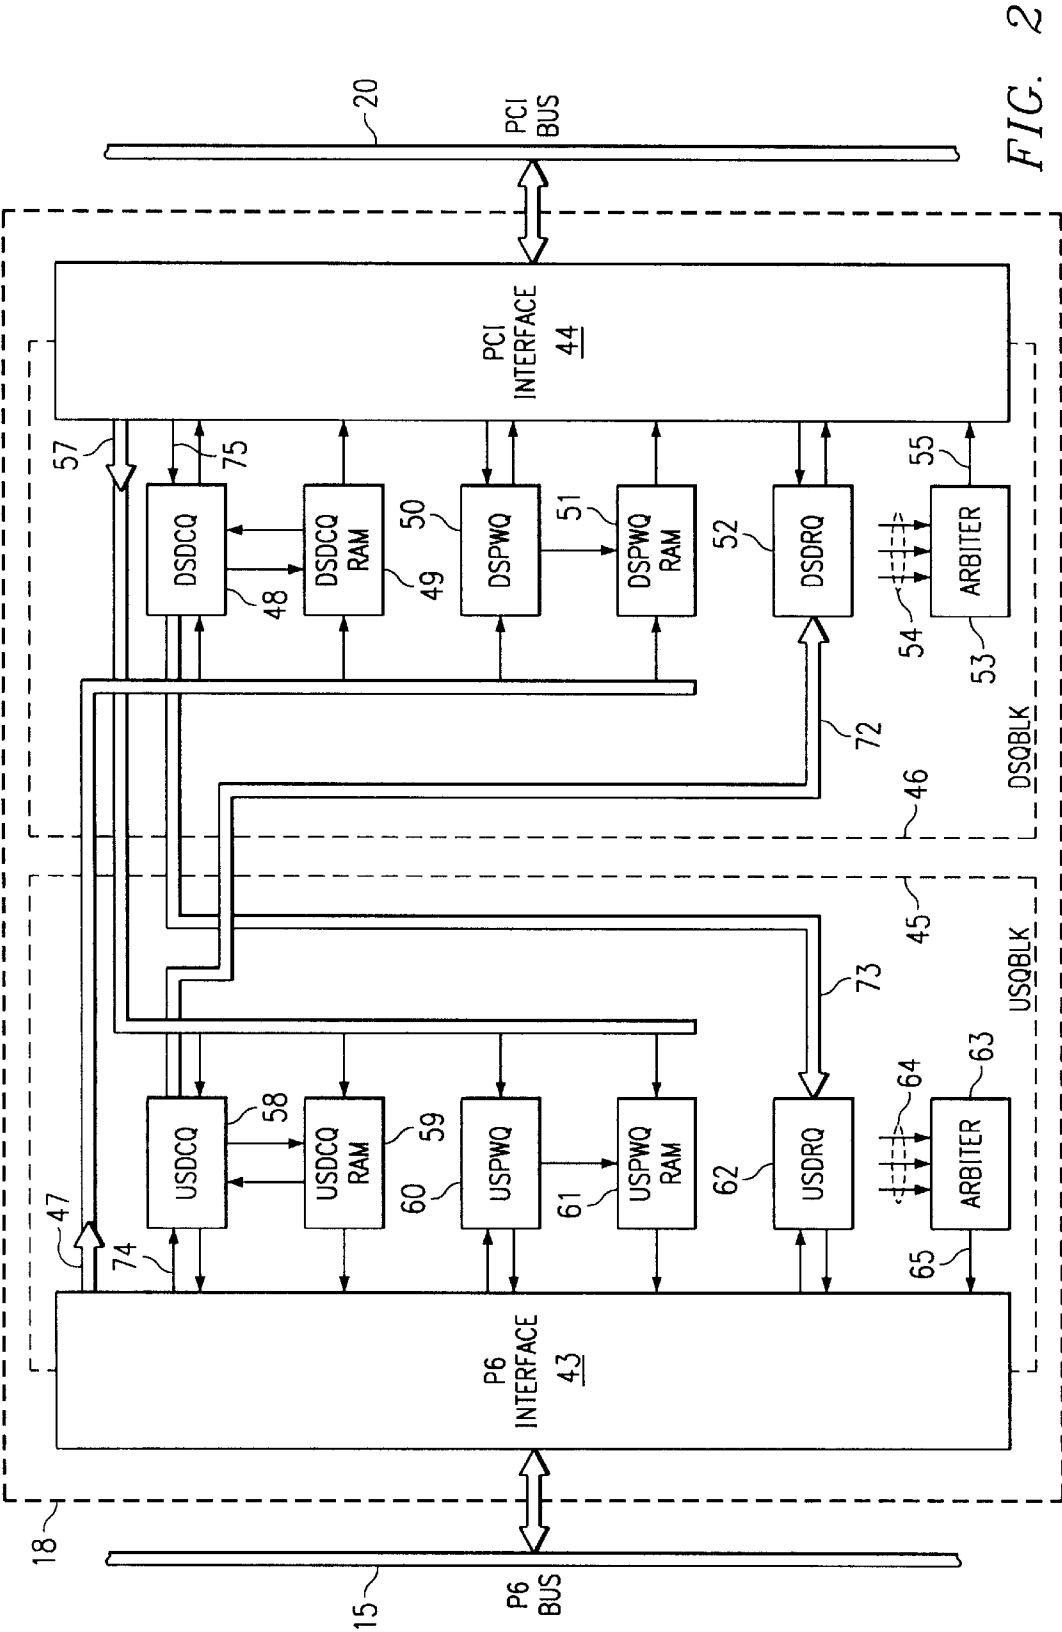 18
57
47
74
75
DSDCQ
48
USDCQ
58
DSDCQ
RAM
49
USDCQ
RAM
59
15
P6
BUS
P6
INTERFACE
43
PCI
INTERFACE
44
PCI
BUS
20
USPWQ
60
DSPWQ
50
USPWQ
RAM
61
DSPWQ
RAM
51
USDRQ
62
DSDRQ
52
73
72
64
54
ARBITER
63
65
ARBITER
53
55
45
46
USQBLK
DSQBLK
FIG. 2